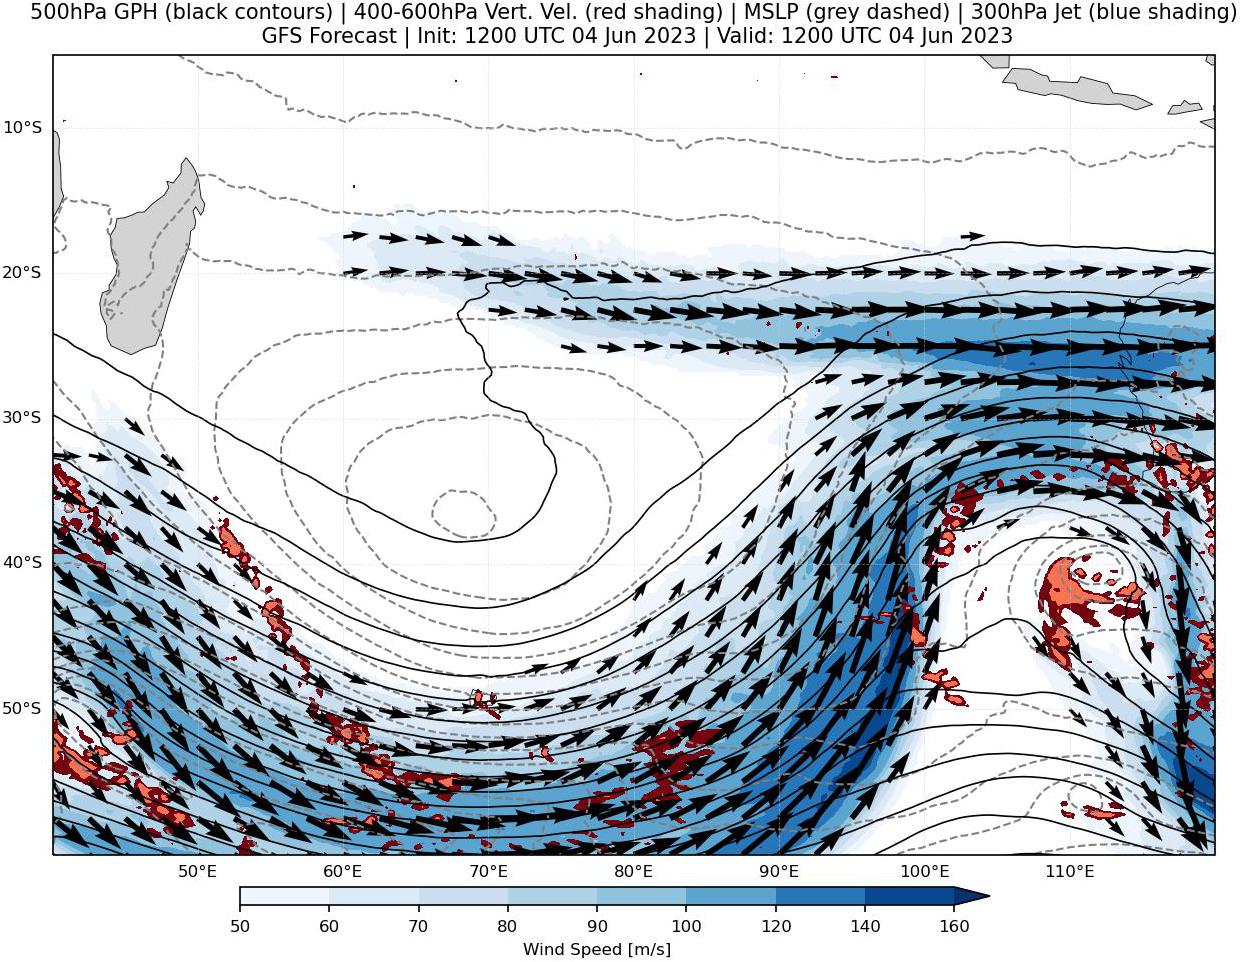 500hPa GPH (black contours) | 400-600hPa Vert. Vel. (red shading) | MSLP (grey dashed) | 300hPa Jet (blue shading)
GFS Forecast | Init: 1200 UTC 04 Jun 2023 | Valid: 1200 UTC 04 Jun 2023
10°S
20°S
30°S
40°S
50°S
50°E 60°E 70°E 80°E 90°E 100°E 110°E
50 60 70 80 90 100 120 140 160
Wind Speed [m/s]